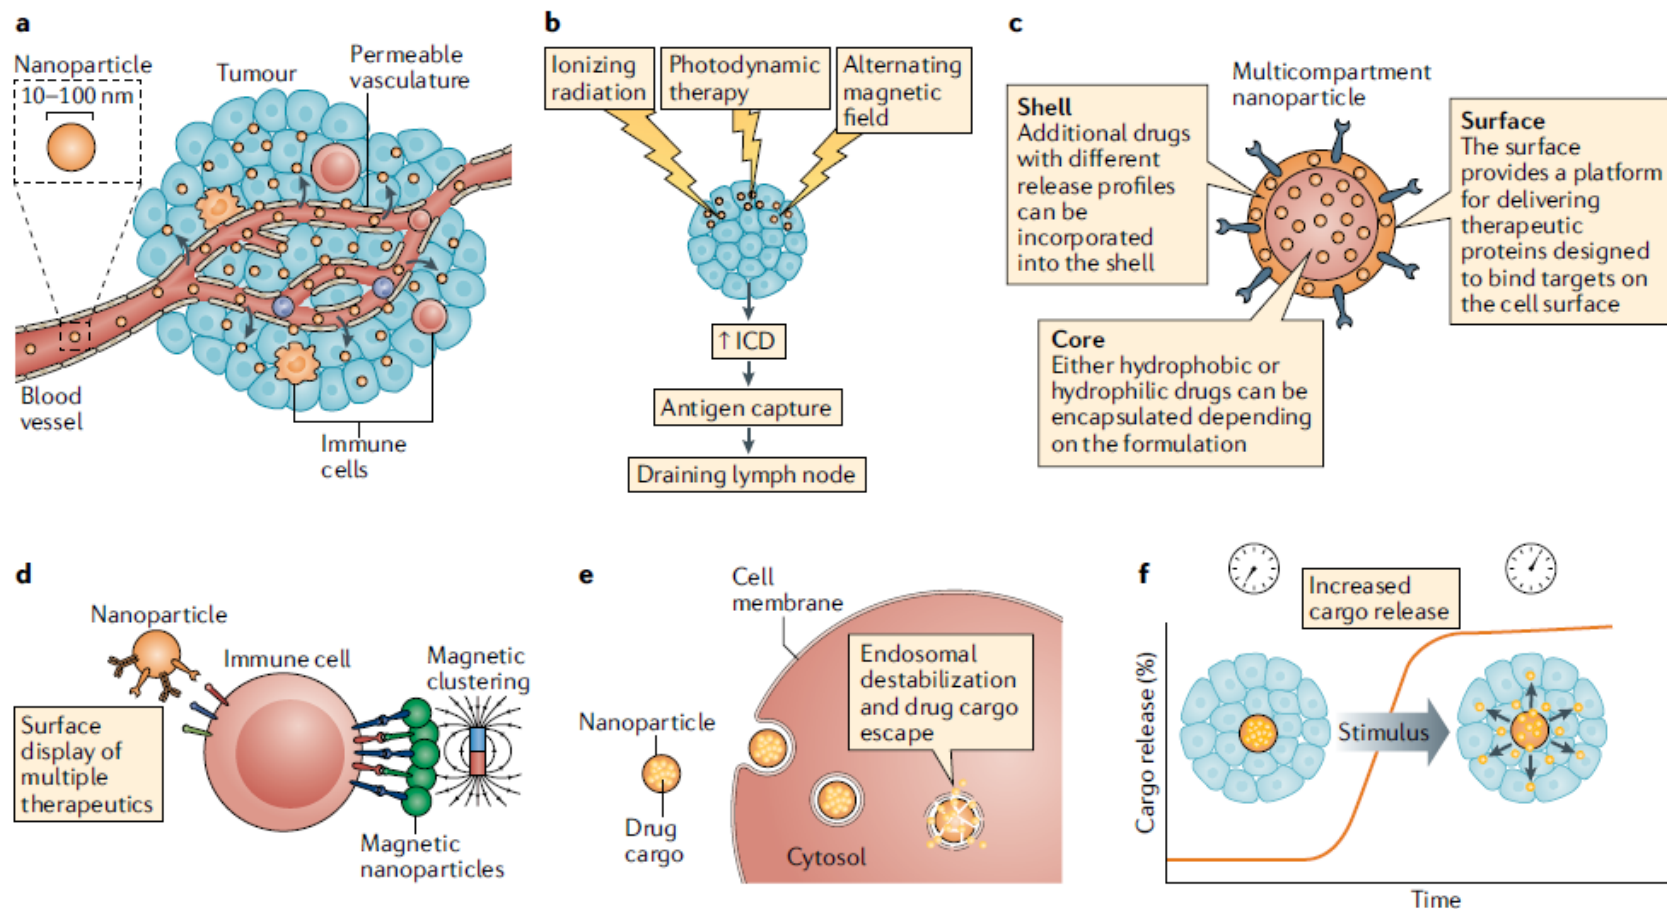 a
Nanoparticle
10–100 nm
Tumour
Permeable
vasculature
Blood
vessel
Immune
cells
b
Ionizing
radiation
Photodynamic
therapy
Alternating
magnetic
field
↑ ICD
Antigen capture
Draining lymph node
c
Multicompartment
nanoparticle
Shell
Additional drugs
with different
release profiles
can be
incorporated
into the shell
Surface
The surface
provides a platform
for delivering
therapeutic
proteins designed
to bind targets on
the cell surface
Core
Either hydrophobic or
hydrophilic drugs can be
encapsulated depending
on the formulation
d
Nanoparticle
Surface
display of
multiple
therapeutics
Immune cell
Magnetic
clustering
Magnetic
nanoparticles
e
Cell
membrane
Nanoparticle
Drug
cargo
Endosomal
destabilization
and drug cargo
escape
Cytosol
f
Increased
cargo release
Cargo release (%)
Stimulus
Time